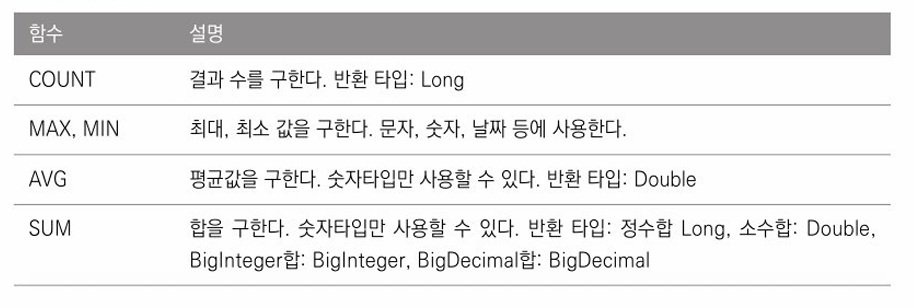 함수 설명
COUNT 결과 수를 구한다. 반환 타입: Long
MAX, MIN 최대, 최소 값을 구한다. 문자, 숫자, 날짜 등에 사용한다.
AVG 평균값을 구한다. 숫자타입만 사용할 수 있다. 반환 타입: Double
SUM 합을 구한다. 숫자타입만 사용할 수 있다. 반환 타입: 정수합 Long, 소수합: Double,
BigInteger합: BigInteger, BigDecimal합: BigDecimal